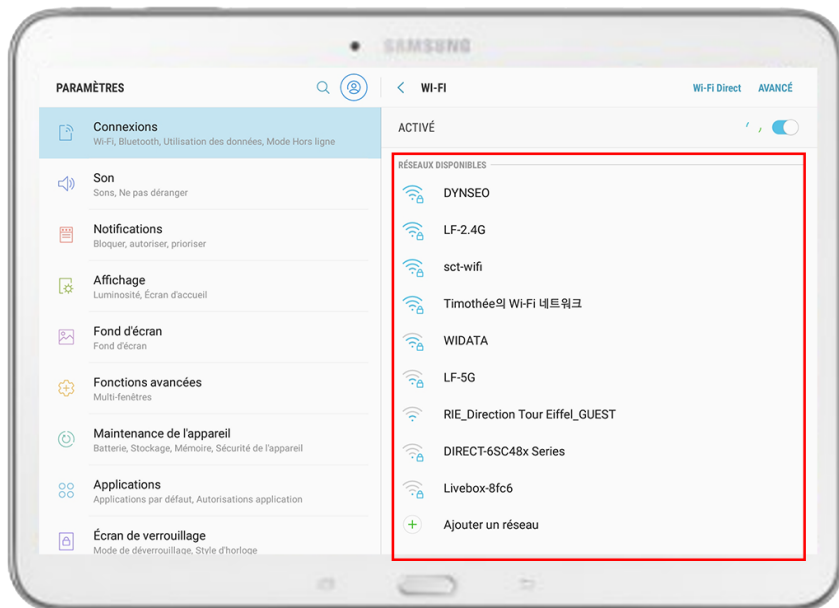 SAMSUNG
PARAMÈTRES
Connexions
Wi-Fi, Bluetooth, Utilisation des données, Mode Hors ligne
Son
Sons, Ne pas déranger
Notifications
Bloquer, autoriser, prioriser
Affichage
Luminosité, Écran d'accueil
Fond d'écran
Fond d'écran
Fonctions avancées
Multi-fenêtres
Maintenance de l'appareil
Batterie, Stockage, Mémoire, Sécurité de l'appareil
Applications
Applications par défaut, Autorisations application
Écran de verrouillage
Mode de déverrouillage, Style d'horloge
WI-FI
Wi-Fi Direct AVANCÉ
ACTIVÉ
RÉSEAUX DISPONIBLES
DYNSEO
LF-2.4G
sct-wifi
Timothée의 Wi-Fi 네트워크
WIDATA
LF-5G
RIE_Direction Tour Eiffel_GUEST
DIRECT-6SC48x Series
Livebox-8fc6
Ajouter un réseau